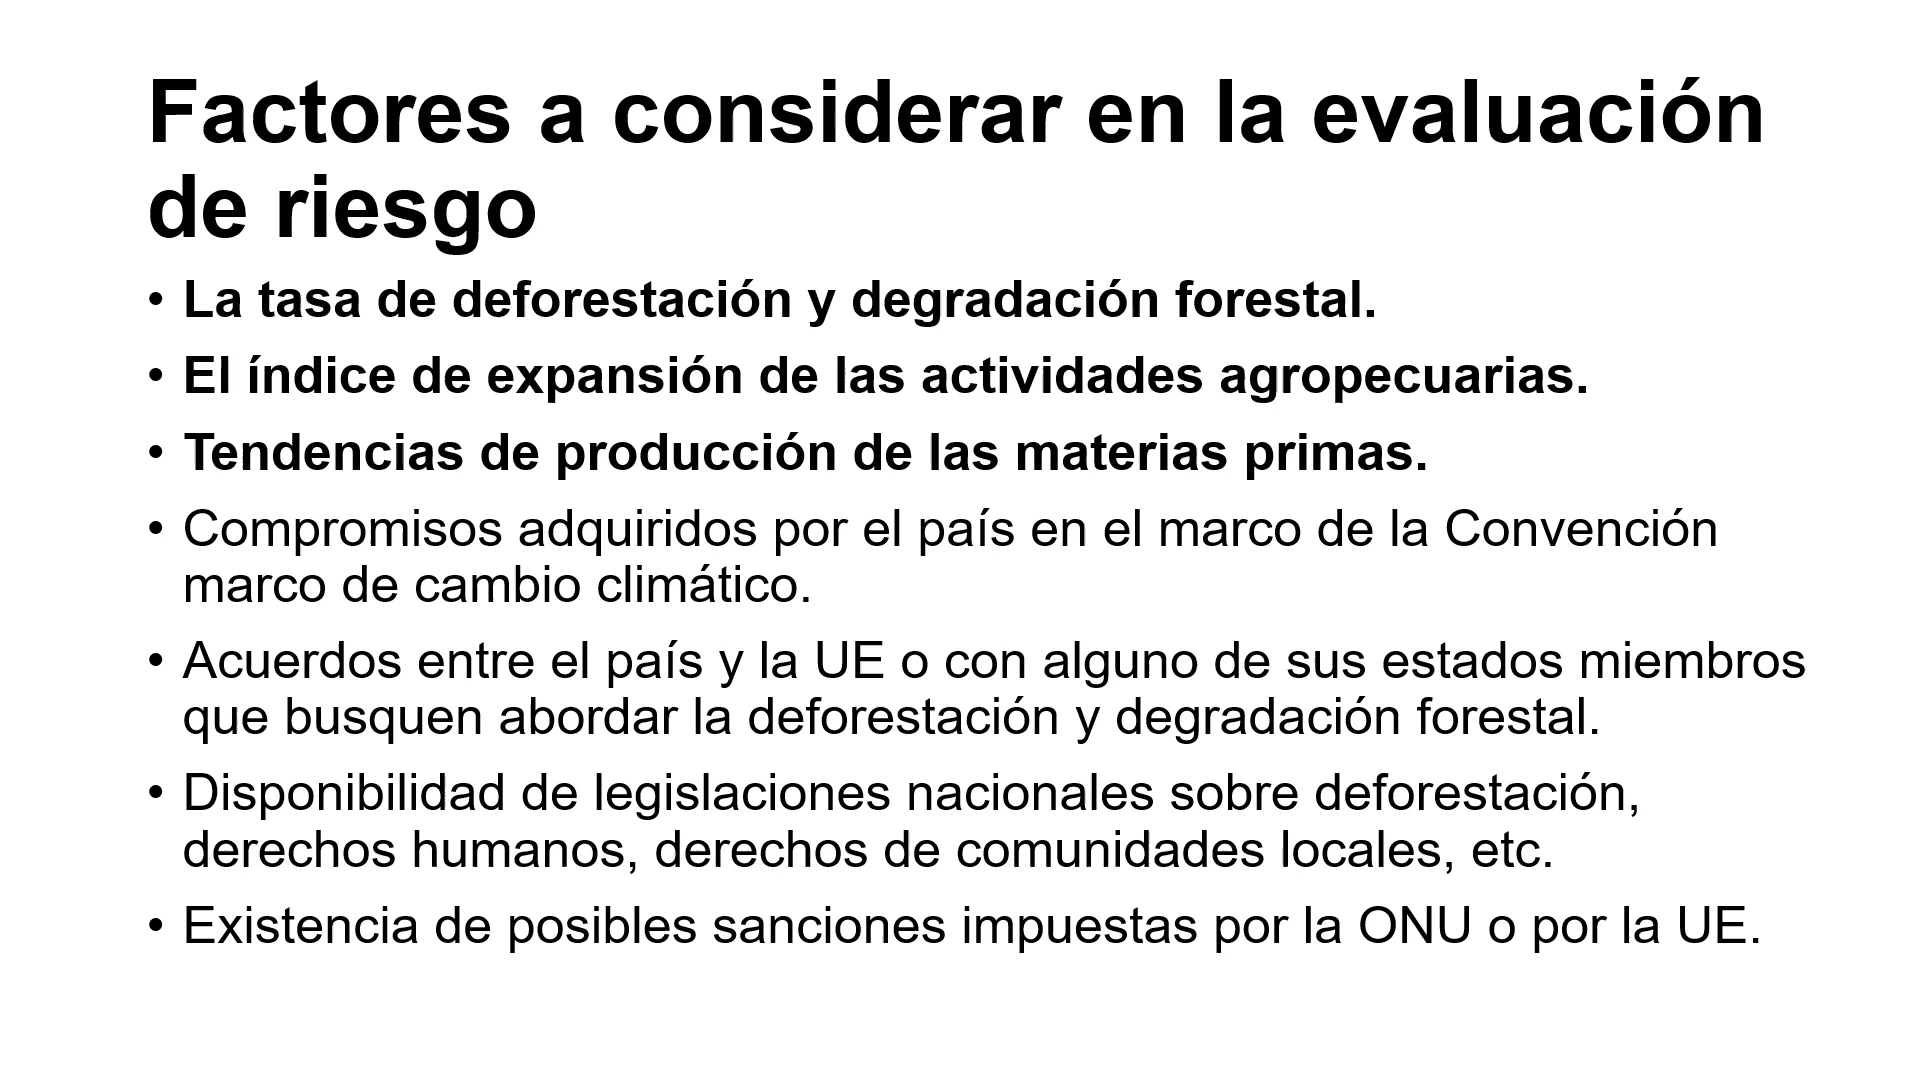 Factores a considerar en la evaluación
de riesgo
• La tasa de deforestación y degradación forestal.
• El índice de expansión de las actividades agropecuarias.
• Tendencias de producción de las materias primas.
• Compromisos adquiridos por el país en el marco de la Convención
marco de cambio climático.
• Acuerdos entre el país y la UE o con alguno de sus estados miembros
que busquen abordar la deforestación y degradación forestal.
• Disponibilidad de legislaciones nacionales sobre deforestación,
derechos humanos, derechos de comunidades locales, etc.
• Existencia de posibles sanciones impuestas por la ONU o por la UE.